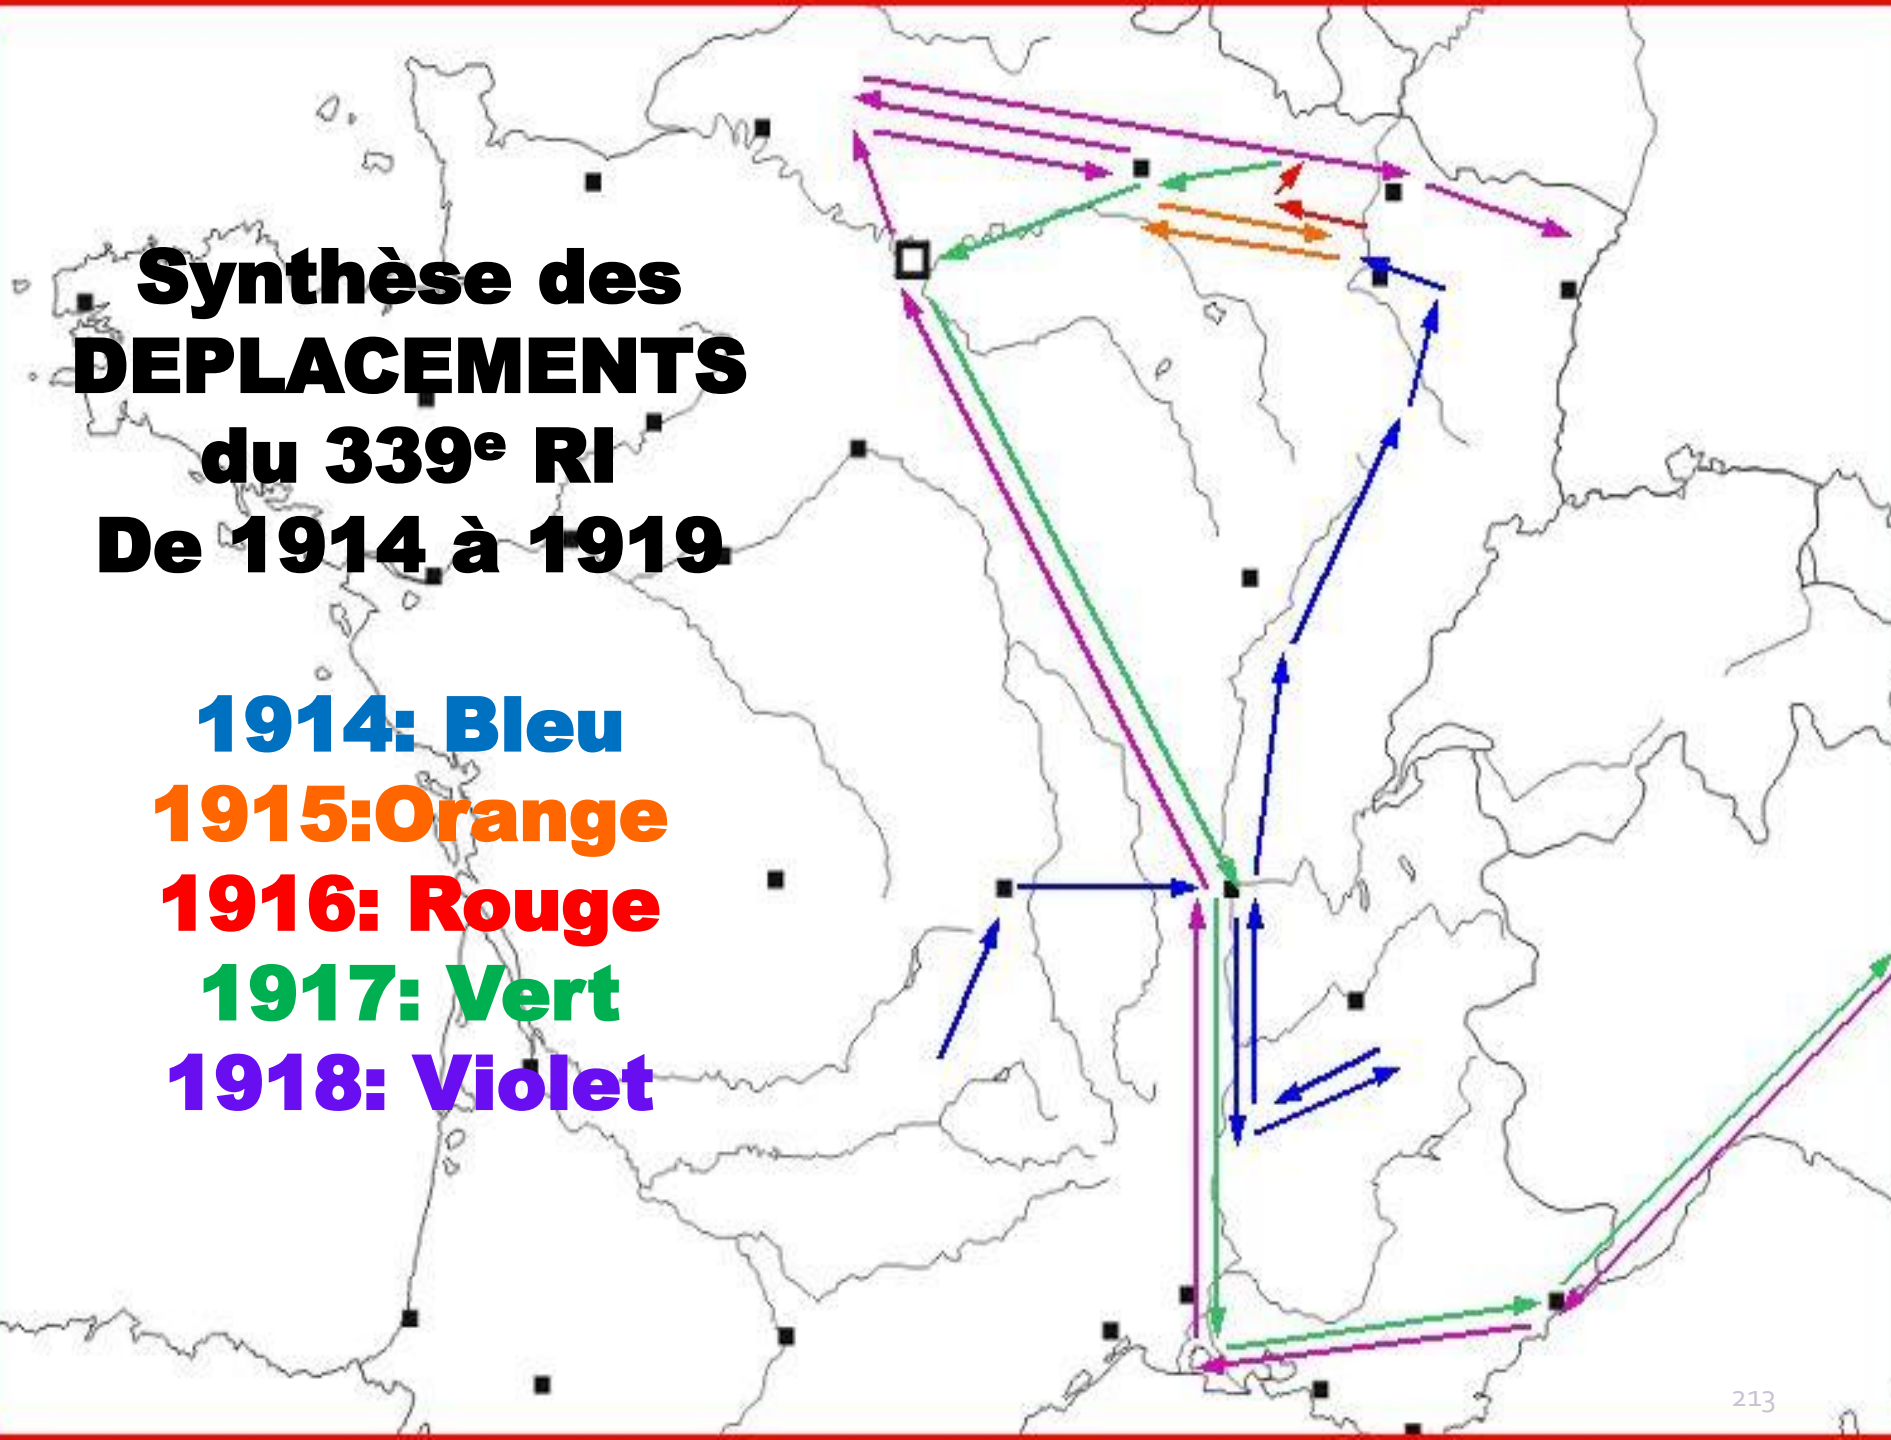 Synthèse des
DEPLACEMENTS
du 339e RI
De 1914 à 1919
1914: Bleu
1915:Orange
1916: Rouge
1917: Vert
1918: Violet
213